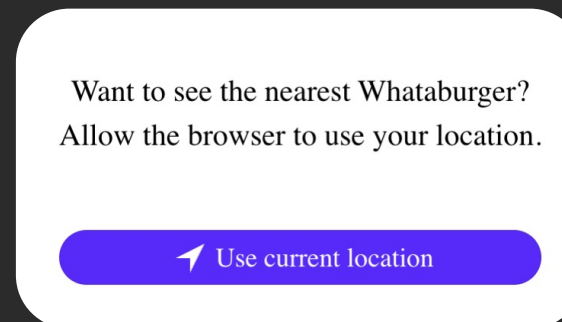 Want to see the nearest Whataburger?
Allow the browser to use your location.
Use current location